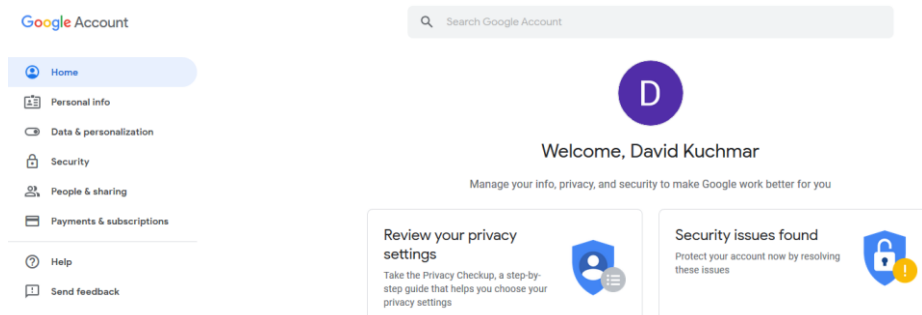 Google Account
Search Google Account
Home
Personal info
Data & personalization
Security
People & sharing
Payments & subscriptions
Help
Send feedback
D
Welcome, David Kuchmar
Manage your info, privacy, and security to make Google work better for you
Review your privacy
settings
Take the Privacy Checkup, a step-by-
step guide that helps you choose your
privacy settings
Security issues found
Protect your account now by resolving
these issues